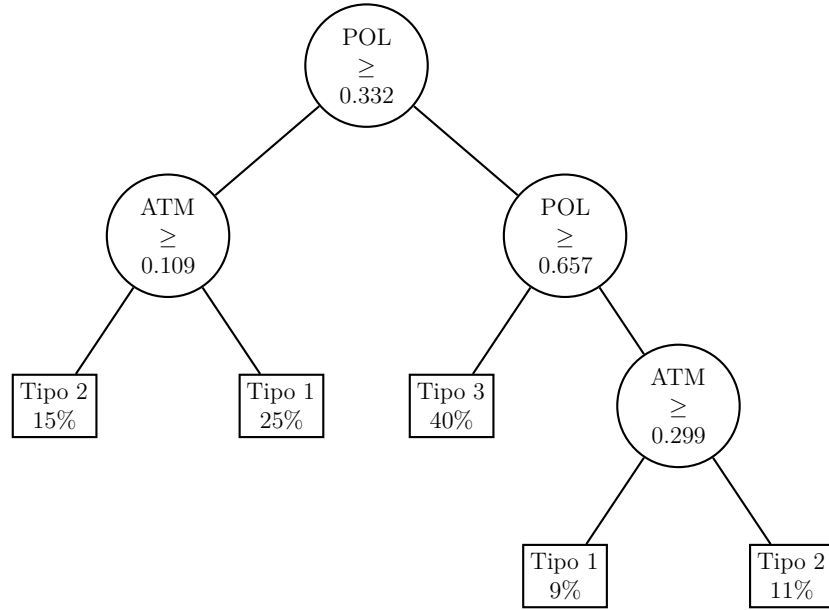 POL
≥
0.332
ATM
≥
0.109
POL
≥
0.657
Tipo 2
15%
Tipo 1
25%
Tipo 3
40%
ATM
≥
0.299
Tipo 1
9%
Tipo 2
11%